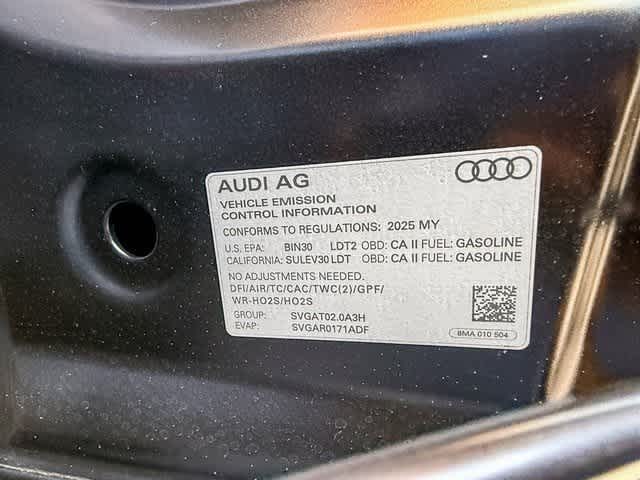 AUDI AG
VEHICLE EMISSION
CONTROL INFORMATION
CONFORMS TO REGULATIONS: 2025 MY
U.S. EPA: BIN30 LDT2 OBD: CA II FUEL: GASOLINE
CALIFORNIA: SULEV30 LDT OBD: CA II FUEL: GASOLINE
NO ADJUSTMENTS NEEDED.
DFI/AIR/TC/CAC/TWC(2)/GPF/
WR-HO2S/HO2S
GROUP: SVGAT02.0A3H
EVAP: SVGAR0171ADF
8MA 010 504